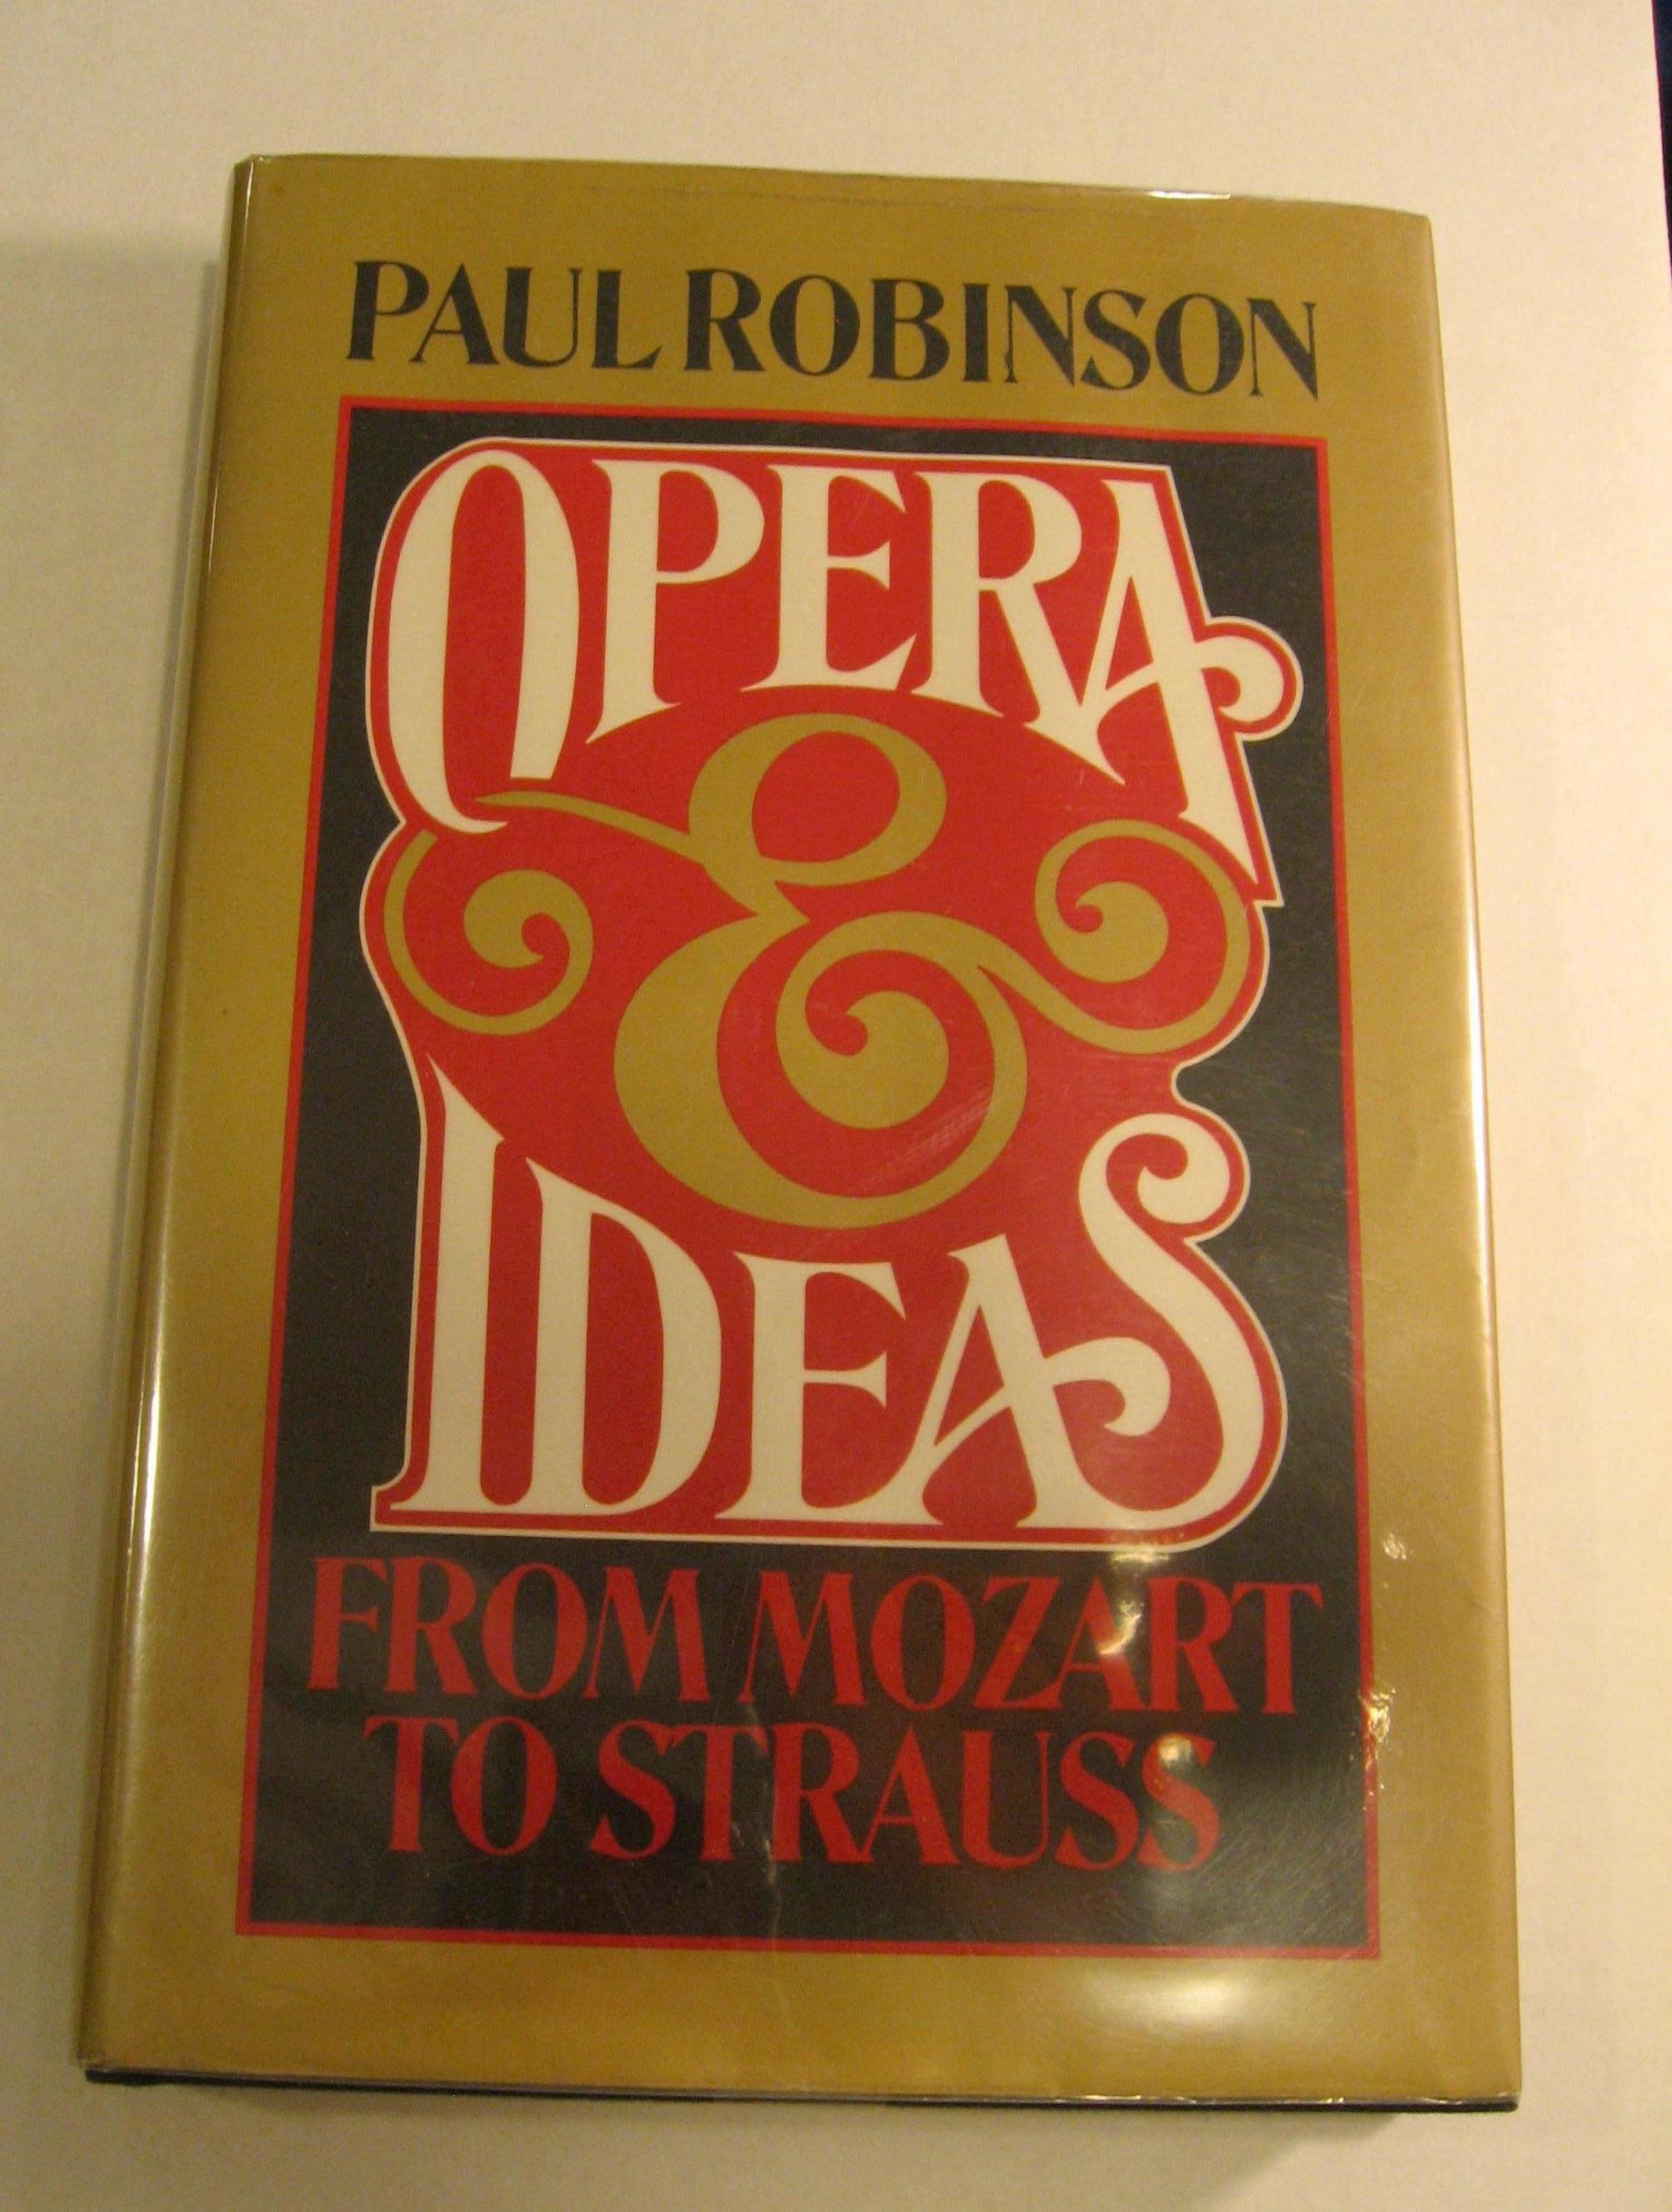 PAUL ROBINSON
OPERA
&
IDEAS
FROM MOZART
TO STRAUSS